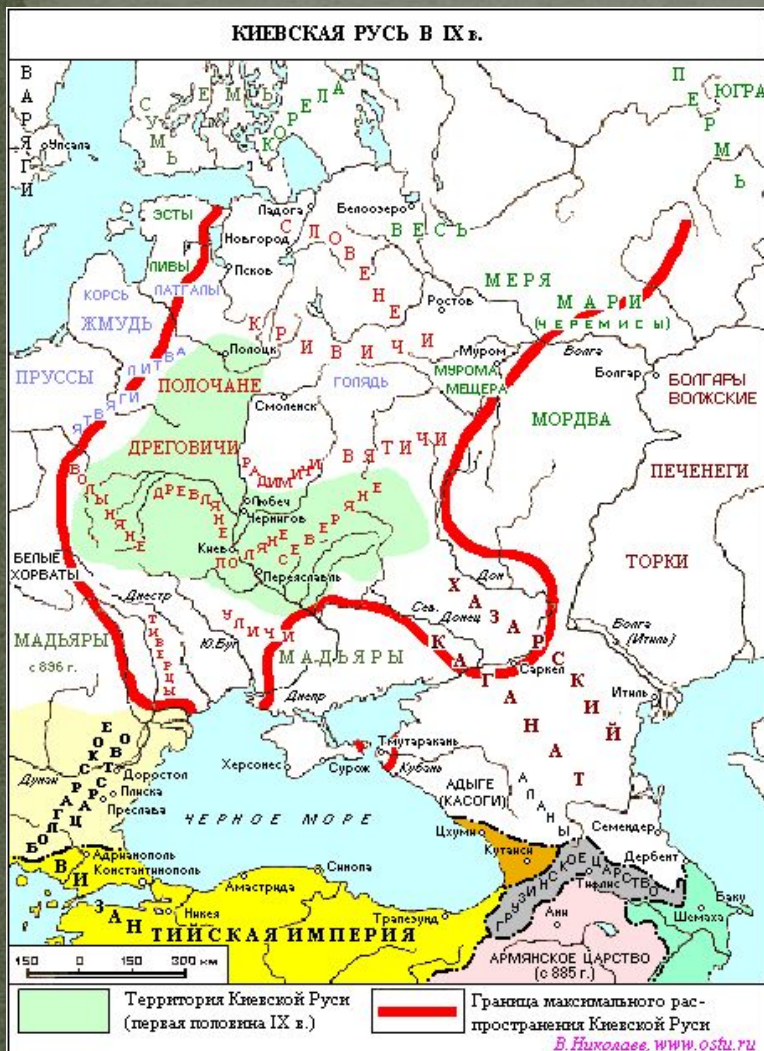 КИЕВСКАЯ РУСЬ В IX в.
ВАРЯГИ
СУМЬ
ЕМЬ
КОРЕЛА
ПЕРМЬ
ЮГРА
Упсала
ЭСТЫ
Ладога
Белоозеро
ВЕСЬ
СЛОВЕНЕ
Новгород
ЛИВЫ
Псков
КОРСЬ
ЛАТГАЛЫ
МЕРЯ
Ростов
МАРИ
(ЧЕРЕМИСЫ)
ЖМУДЬ
КРИВИЧИ
Волга
ЛИТВА
Полоцк
Муром
Болгар
ПРУССЫ
ПОЛОЧАНЕ
ГОЛЯДЬ
МУРОМА
МЕЩЕРА
БОЛГАРЫ
ВОЛЖСКИЕ
ЯТВЯГИ
Смоленск
МОРДВА
ДРЕГОВИЧИ
РАДИМИЧИ
ВЯТИЧИ
ПЕЧЕНЕГИ
ВОЛЫНЯНЕ
ДРЕВЛЯНЕ
Любеч
Чернигов
СЕВЕРЯНЕ
Киев
ПОЛЯНЕ
БЕЛЫЕ
ХОРВАТЫ
Переяславль
Дон
ТОРКИ
Днестр
Сев.
Донец
ХАЗАРСКИЙ
КАГАНАТ
Волга
(Итиль)
УЛИЧИ
МАДЬЯРЫ
с 896 г.
ТИВЕРЦЫ
Ю.Буг
МАДЬЯРЫ
Саркел
Итиль
Днепр
Тмутаракань
Херсонес
Сурож
Кубань
БОЛГАРСКОЕ
ЦАРСТВО
Дунай
Доростол
Плиска
Преслава
АДЫГЕ
(КАСОГИ)
АЛАНЫ
ЧЕРНОЕ МОРЕ
Семендер
Цхуми
Дербент
Кутаиси
Адрианополь
Константинополь
Синопа
Амастрида
ГРУЗИНСКОЕ ЦАРСТВО
Тифлис
Баку
Шемаха
Никея
Трапезунд
Ани
ВИЗАНТИЙСКАЯ ИМПЕРИЯ
АРМЯНСКОЕ ЦАРСТВО
(с 885 г.)
150 0 150 300 км
Территория Киевской Руси
(первая половина IX в.)
Граница максимального рас-
пространения Киевской Руси
В.Николаев, www.ostu.ru